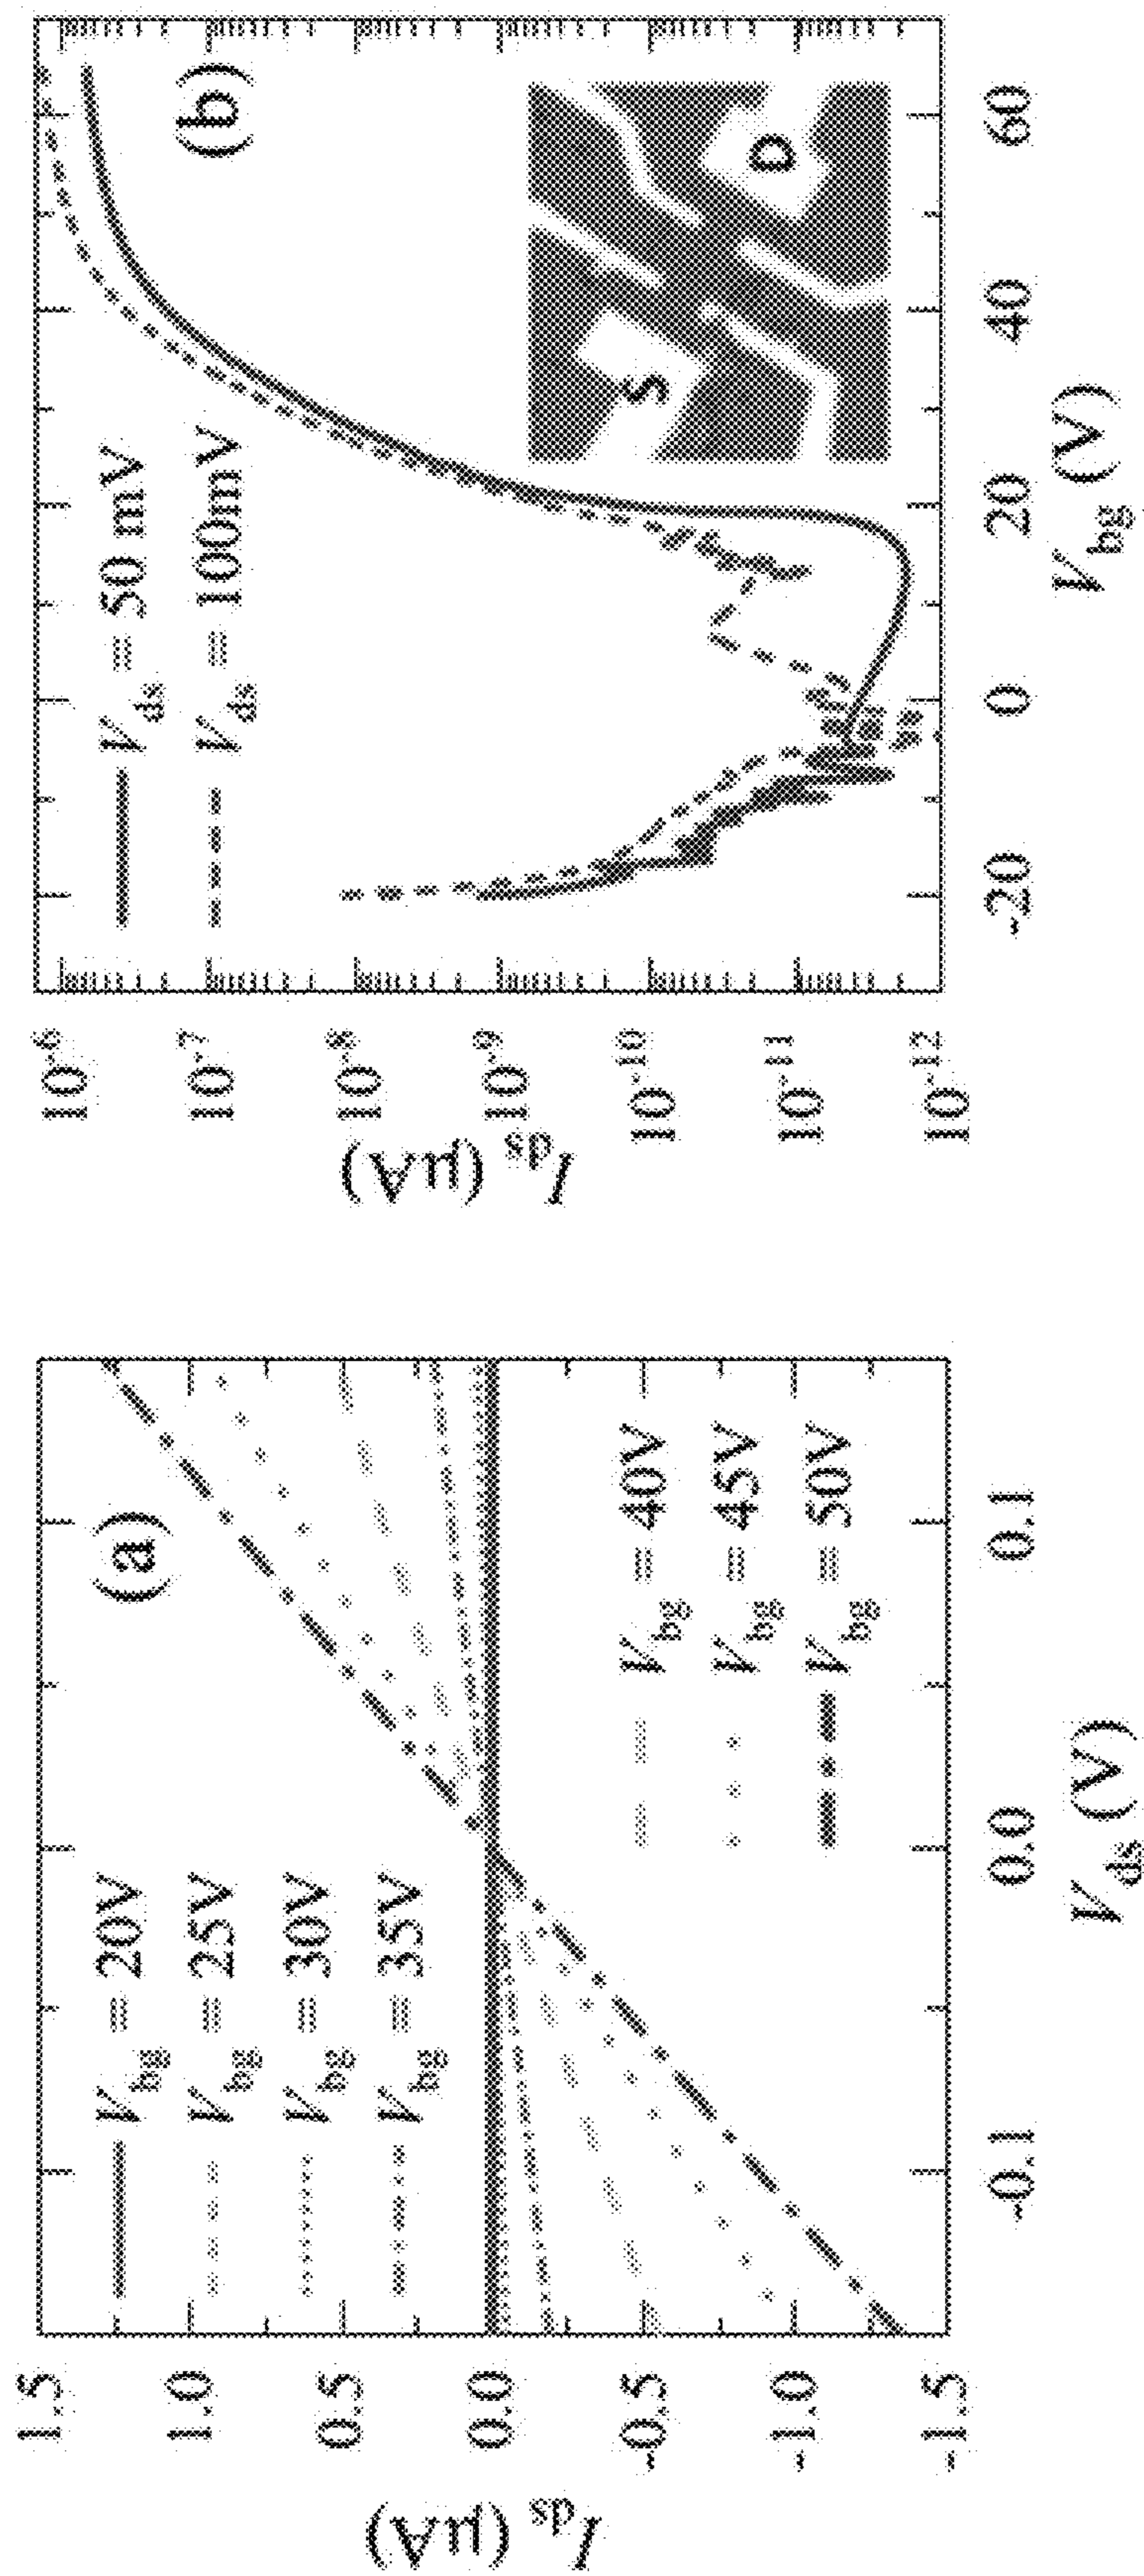 (a)
V_bg = 20V
V_bg = 25V
V_bg = 30V
V_bg = 35V
V_bg = 40V
V_bg = 45V
V_bg = 50V
1.5
1.0
0.5
0.0
-0.5
-1.0
-1.5
I_ds (μA)
-0.1
0.0
0.1
V_ds (V)
(b)
V_ds = 50 mV
V_ds = 100mV
S
D
10^-6
10^-7
10^-8
10^-9
10^-10
10^-11
10^-12
I_ds (μA)
-20
0
20
40
60
V_bg (V)